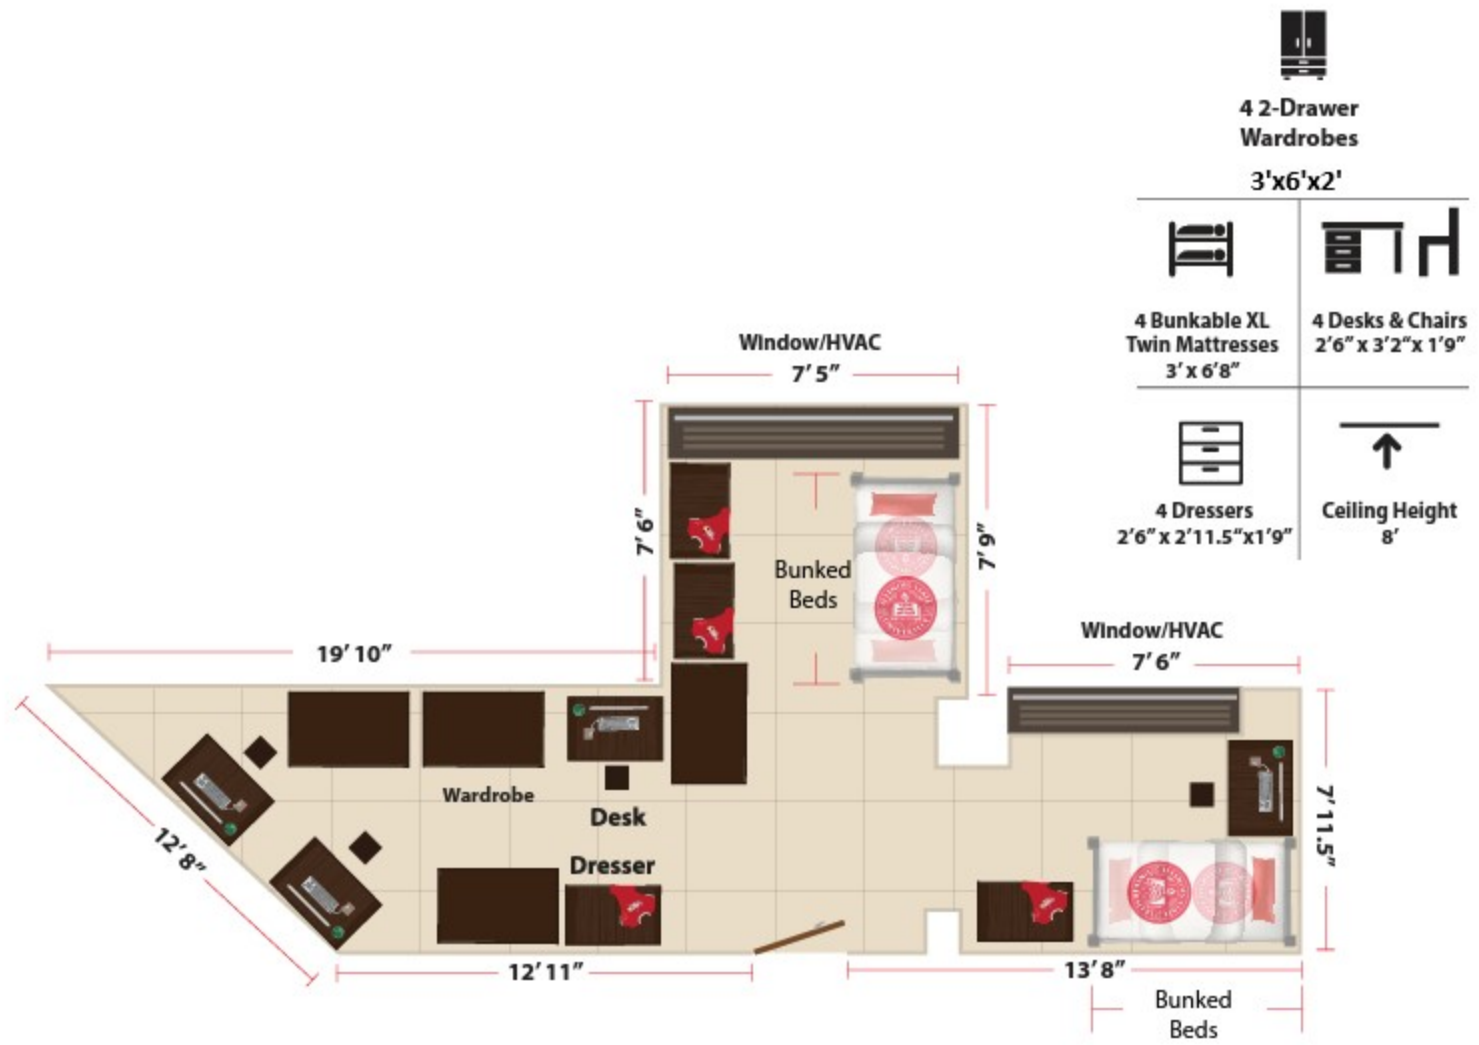 4 2-Drawer
Wardrobes
3'x6'x2'
4 Bunkable XL
Twin Mattresses
3’ x 6’8”
4 Desks & Chairs
2’6” x 3’2“x 1’9”
4 Dressers
2’6” x 2’11.5“x1’9”
Ceiling Height
8’
Window/HVAC
7’ 5”
7’ 6”
7’ 9”
Bunked
Beds
Window/HVAC
7’ 6”
19’ 10”
Wardrobe
Desk
Dresser
12’ 8”
7’ 11.5”
12’ 11”
13’ 8”
Bunked
Beds